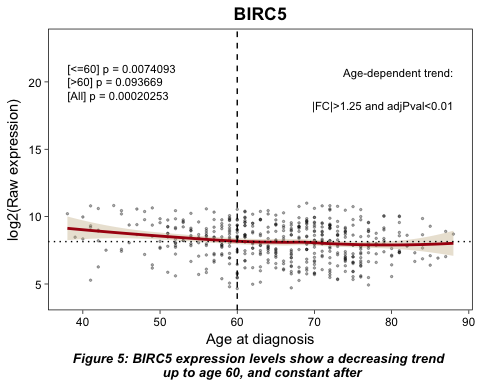 BIRC5
[<=60] p = 0.0074093
[>60] p = 0.093669
[All] p = 0.00020253
Age-dependent trend:
|FC|>1.25 and adjPval<0.01
log2(Raw expression)
20
15
10
5
40 50 60 70 80 90
Age at diagnosis
Figure 5: BIRC5 expression levels show a decreasing trend
up to age 60, and constant after